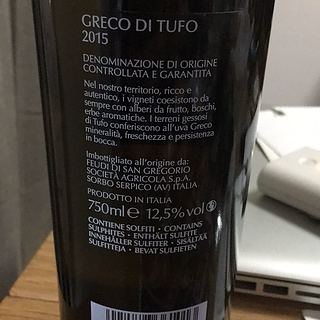 GRECO DI TUFO
2015
DENOMINAZIONE DI ORIGINE
CONTROLLATA E GARANTITA
Nel nostro territorio, ricco e
autentico, i vigneti coesistono da
sempre con alberi da frutto, boschi,
erbe aromatiche. I terreni gessosi
di Tufo conferiscono all'uva Greco
mineralità, freschezza e persistenza
in bocca.
Imbottigliato all'origine da:
FEUDI DI SAN GREGORIO
SOCIETÀ AGRICOLA S.p.A.
SORBO SERPICO (AV) ITALIA
PRODOTTO IN ITALIA
750ml e 12,5% vol
CONTIENE SOLFITI • CONTAINS
SULPHITES • ENTHÄLT SULFITE
INNEHÅLLER SULFITER • SISÄLTÄÄ
SULFITTEJA • BEVAT SULFIETEN